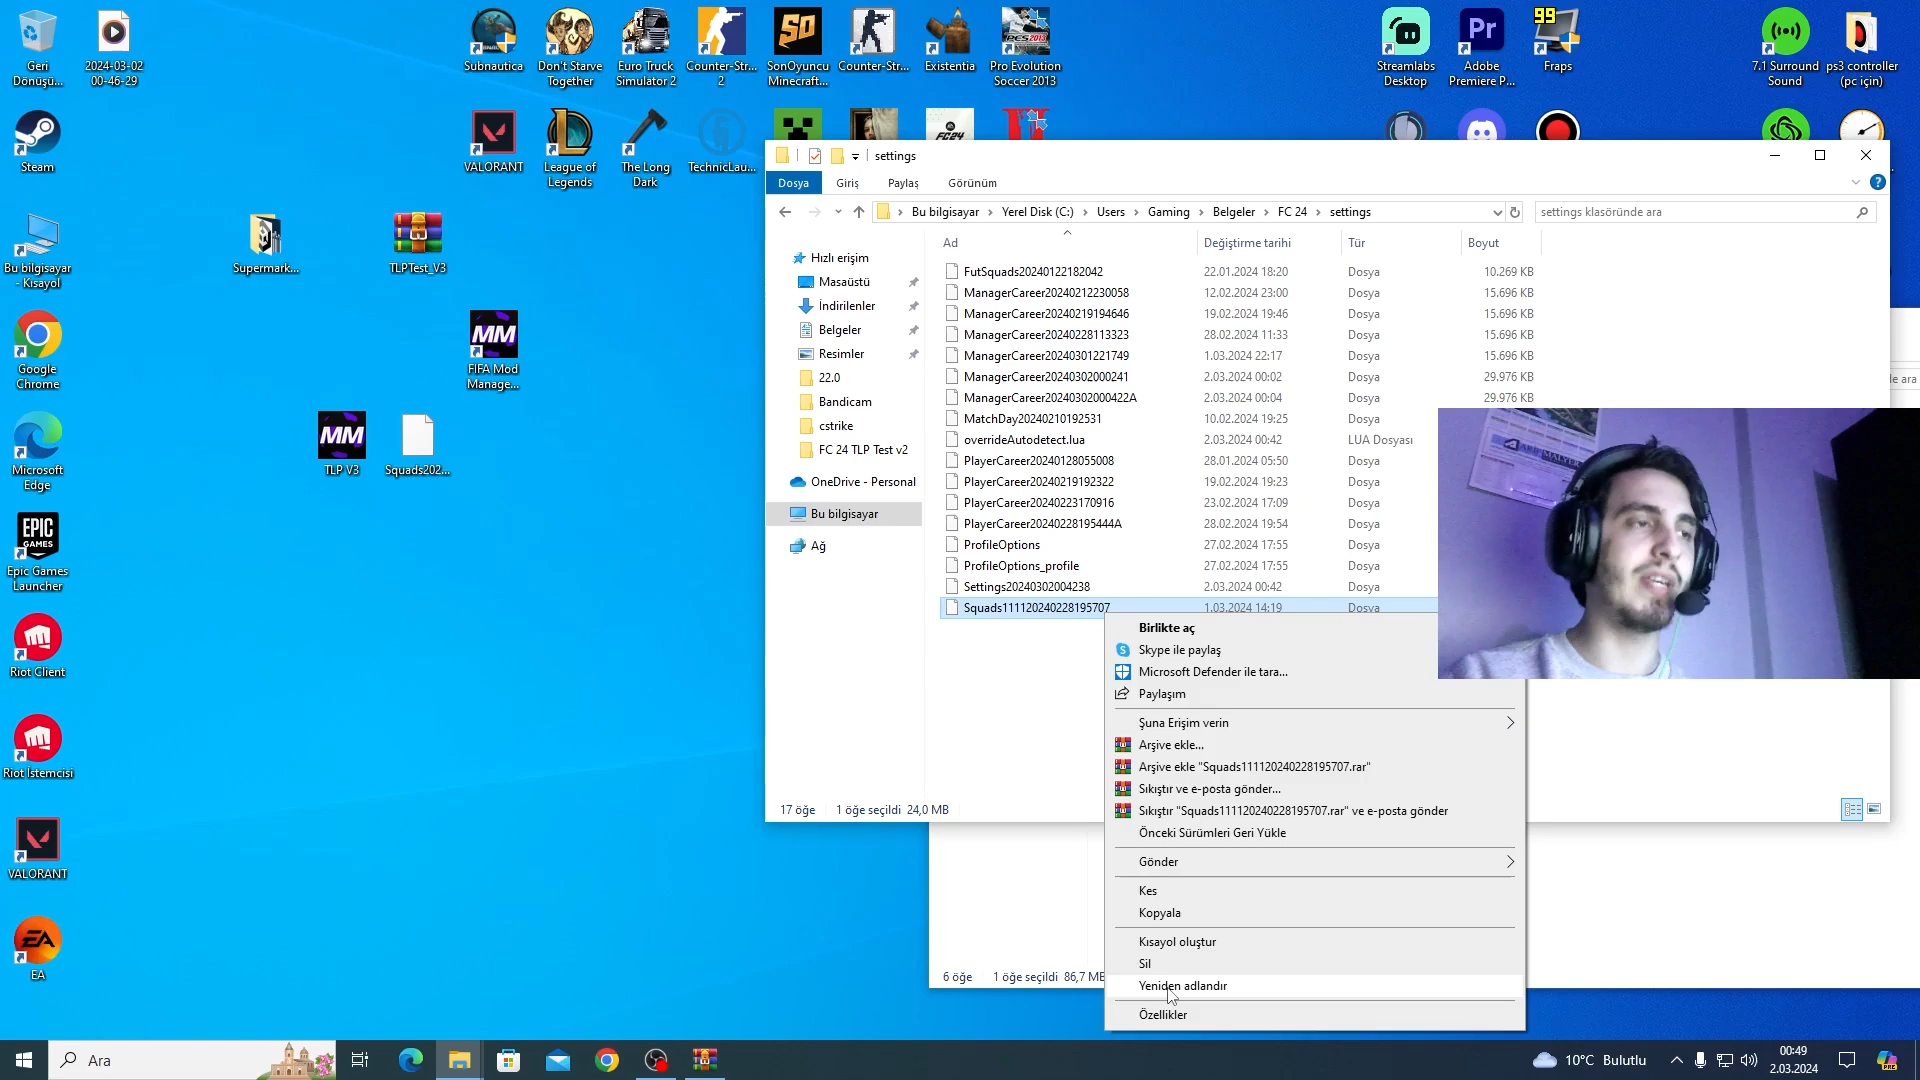 Geri
Dönüşü...
2024-03-02
00-46-29
Subnautica
Don't Starve
Together
Euro Truck
Simulator 2
Counter-Str...
2
SonOyuncu
Minecraft...
Counter-Str...
Existentia
Pro Evolution
Soccer 2013
Streamlabs
Desktop
Adobe
Premiere P...
99
Fraps
7.1 Surround
Sound
ps3 controller
(pc için)
Steam
VALORANT
League of
Legends
The Long
Dark
TechnicLau...
FC24
Bu bilgisayar
- Kısayol
Supermark...
TLPTest_V3
Google
Chrome
MM
FIFA Mod
Manage...
Microsoft
Edge
MM
TLP V3
Squads202...
EPIC
GAMES
Epic Games
Launcher
Riot Client
Riot İstemcisi
VALORANT
EA
EA
settings
Dosya
Giriş
Paylaş
Görünüm
Bu bilgisayar
Yerel Disk (C:)
Users
Gaming
Belgeler
FC 24
settings
settings klasöründe ara
Hızlı erişim
Masaüstü
İndirilenler
Belgeler
Resimler
22.0
Bandicam
cstrike
FC 24 TLP Test v2
OneDrive - Personal
Bu bilgisayar
Ağ
Ad Değiştirme tarihi Tür Boyut
FutSquads20240122182042 22.01.2024 18:20 Dosya 10.269 KB
ManagerCareer20240212230058 12.02.2024 23:00 Dosya 15.696 KB
ManagerCareer20240219194646 19.02.2024 19:46 Dosya 15.696 KB
ManagerCareer20240228113323 28.02.2024 11:33 Dosya 15.696 KB
ManagerCareer20240301221749 1.03.2024 22:17 Dosya 15.696 KB
ManagerCareer20240302000241 2.03.2024 00:02 Dosya 29.976 KB
ManagerCareer20240302000422A 2.03.2024 00:04 Dosya 29.976 KB
MatchDay20240210192531 10.02.2024 19:25 Dosya
overrideAutodetect.lua 2.03.2024 00:42 LUA Dosyası
PlayerCareer20240128055008 28.01.2024 05:50 Dosya
PlayerCareer20240219192322 19.02.2024 19:23 Dosya
PlayerCareer20240223170916 23.02.2024 17:09 Dosya
PlayerCareer20240228195444A 28.02.2024 19:54 Dosya
ProfileOptions 27.02.2024 17:55 Dosya
ProfileOptions_profile 27.02.2024 17:55 Dosya
Settings20240302004238 2.03.2024 00:42 Dosya
Squads111120240228195707 1.03.2024 14:19 Dosya
Birlikte aç
Skype ile paylaş
Microsoft Defender ile tara...
Paylaşım
Şuna Erişim verin
Arşive ekle...
Arşive ekle "Squads111120240228195707.rar"
Sıkıştır ve e-posta gönder...
Sıkıştır "Squads111120240228195707.rar" ve e-posta gönder
Önceki Sürümleri Geri Yükle
Gönder
Kes
Kopyala
Kısayol oluştur
Sil
Yeniden adlandır
Özellikler
17 öğe 1 öğe seçildi 24,0 MB
6 öğe 1 öğe seçildi 86,7 MB
le ara
Ara
10°C Bulutlu
00:49
2.03.2024